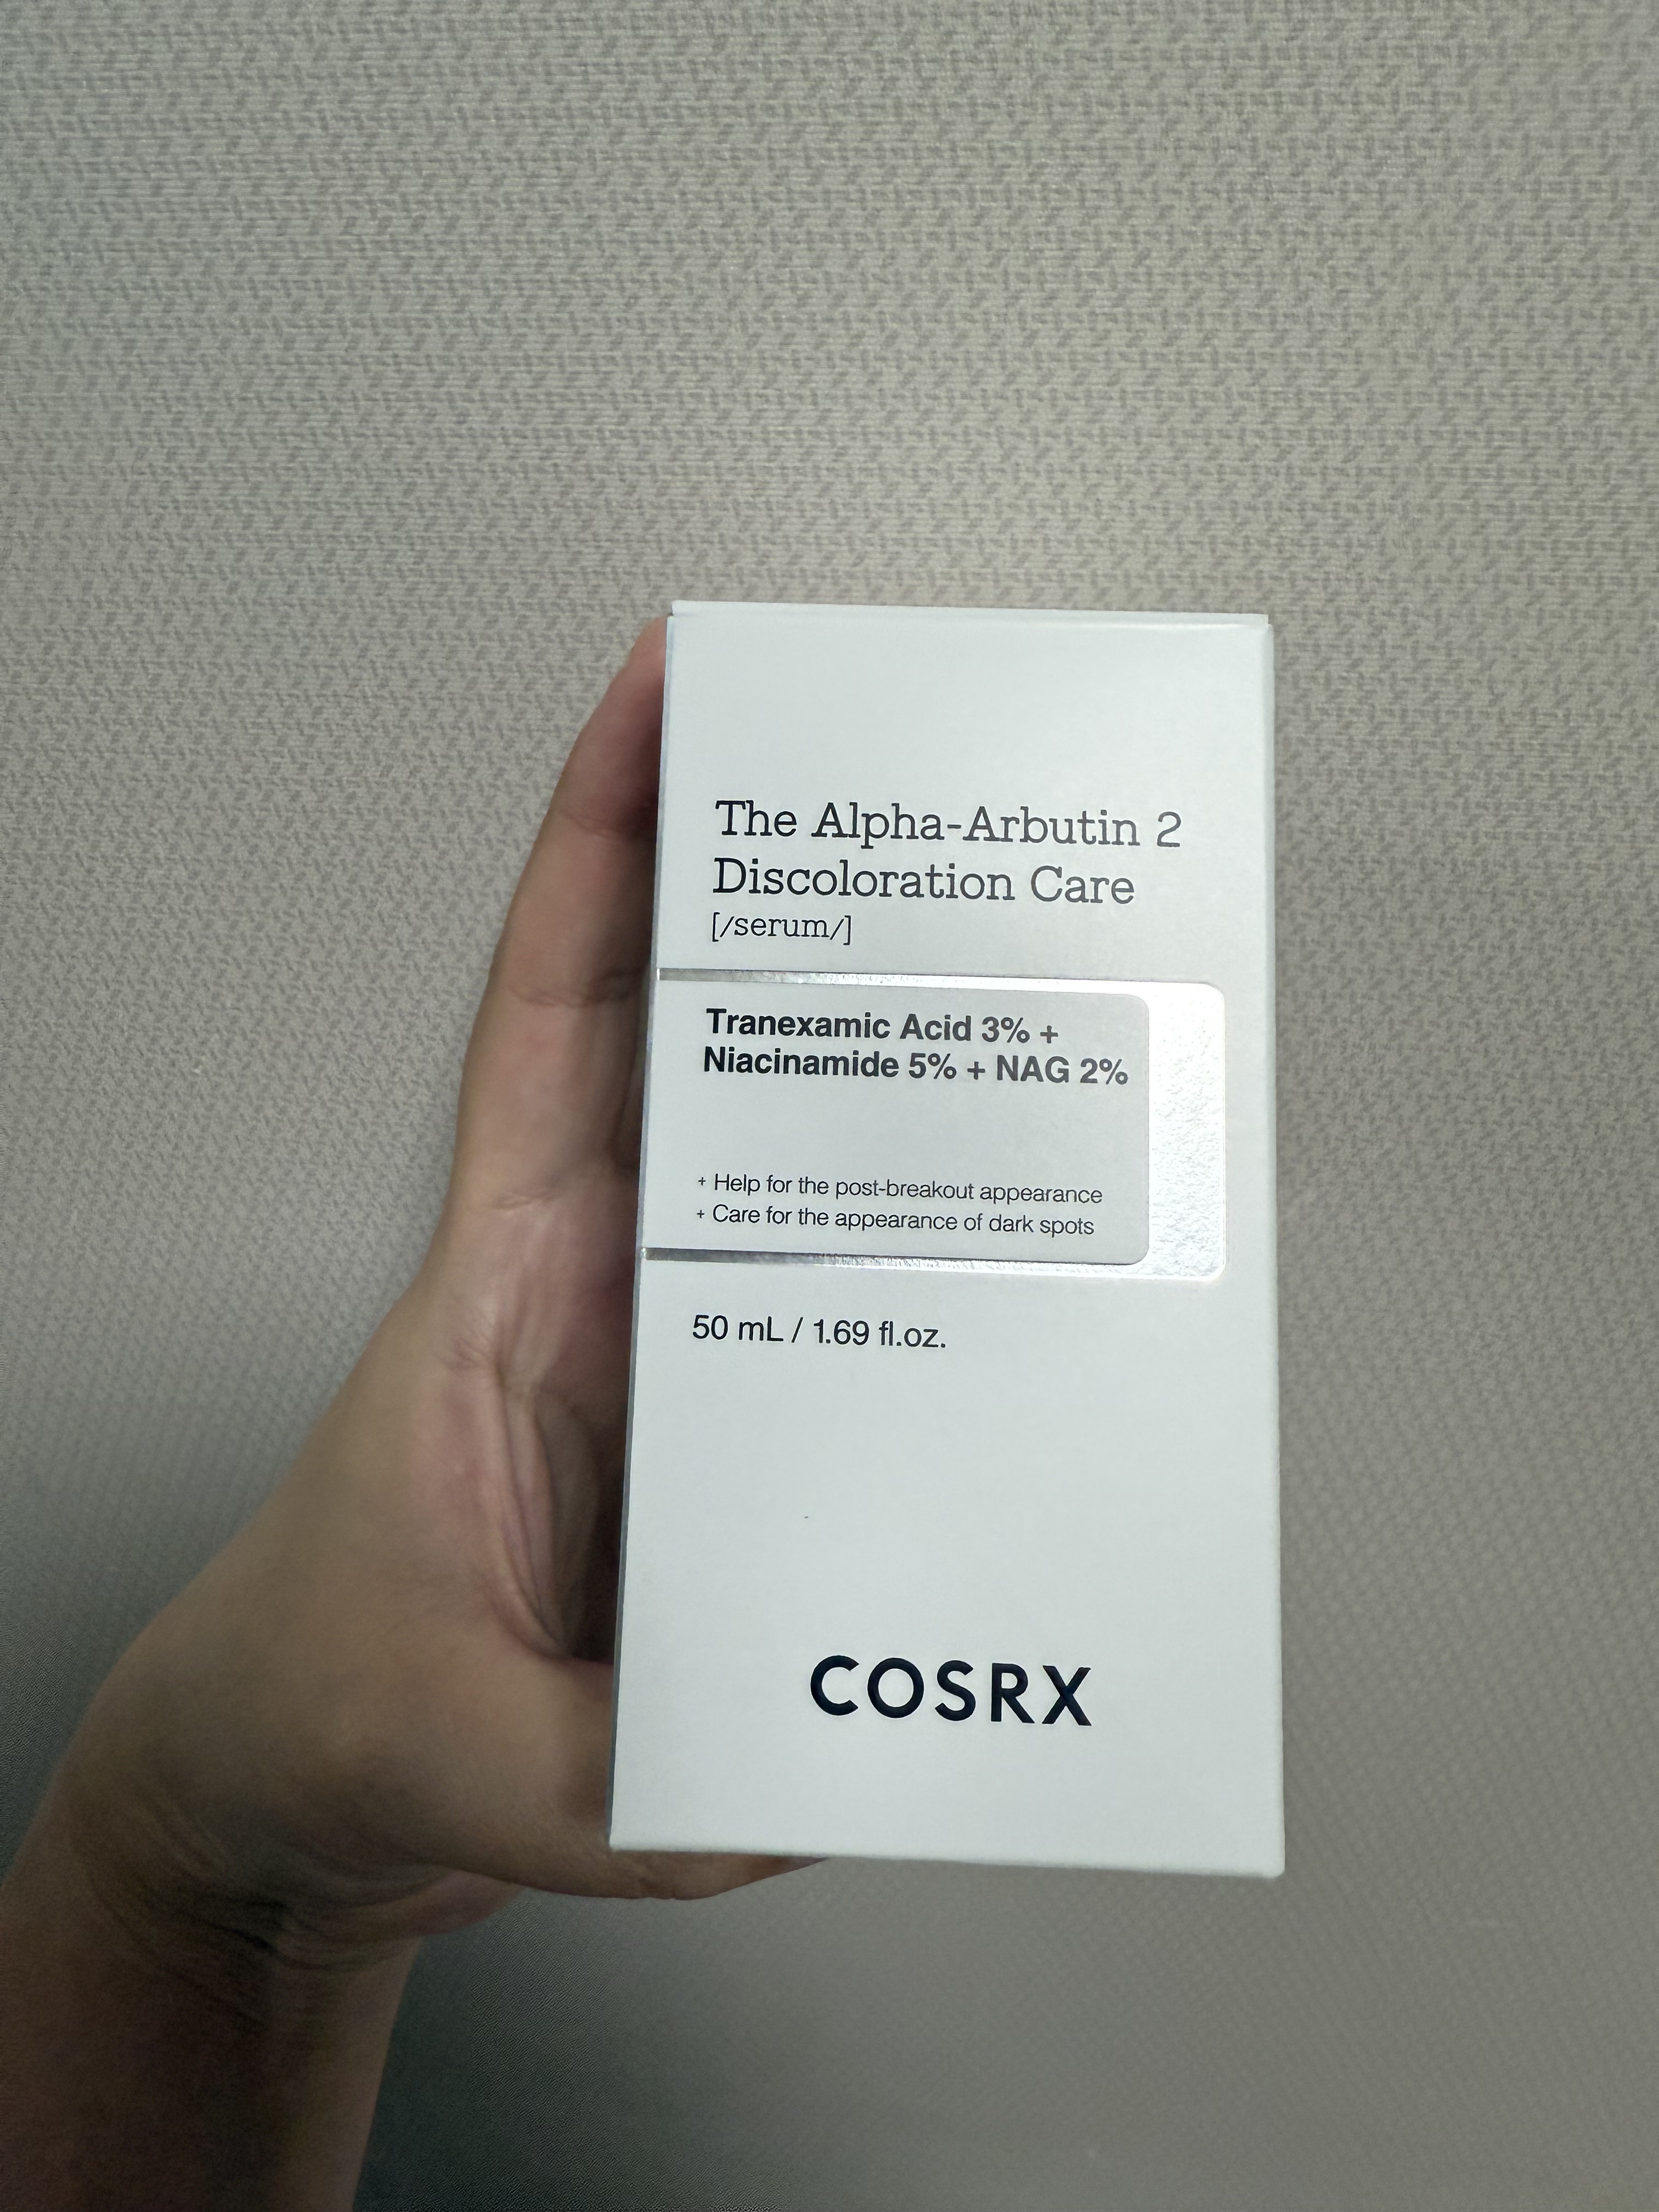 The Alpha-Arbutin 2
Discoloration Care
[/serum/]
Tranexamic Acid 3% +
Niacinamide 5% + NAG 2%
+ Help for the post-breakout appearance
+ Care for the appearance of dark spots
50 mL / 1.69 fl.oz.
COSRX